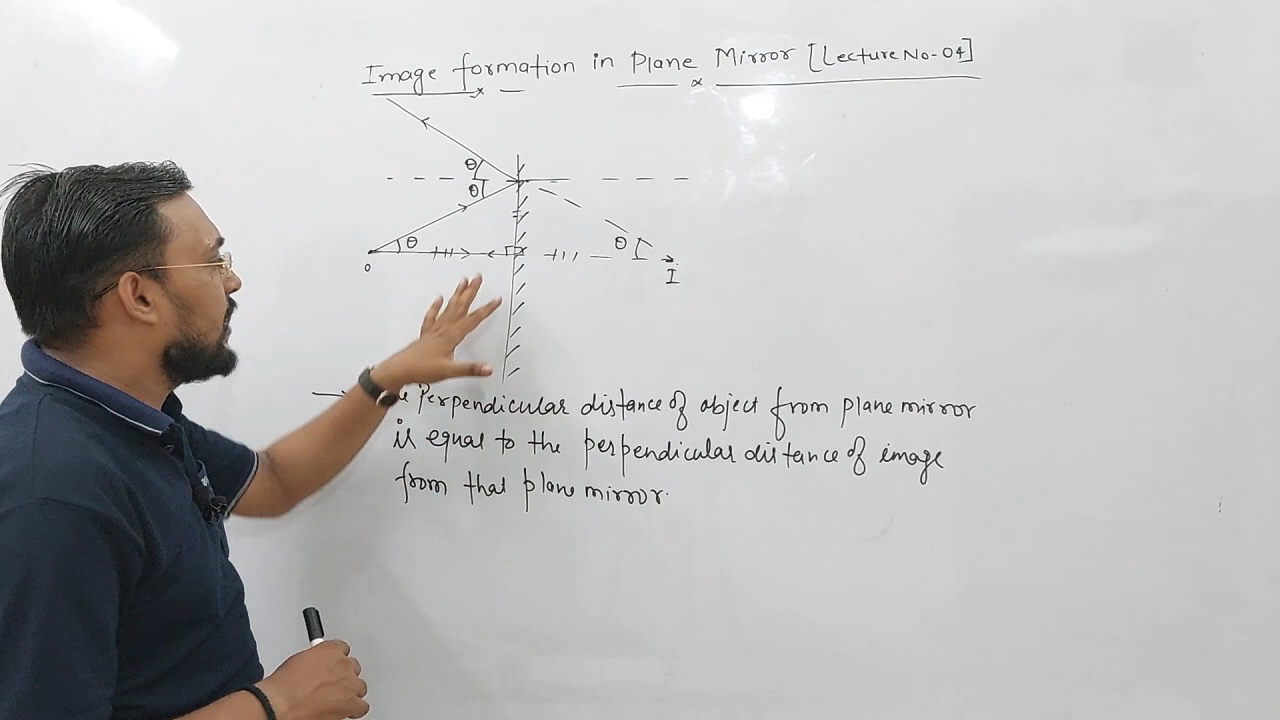 Image formation in Plane Mirror [Lecture No-04]
θ
θ
θ
θ
O
I
Perpendicular distance of object from plane mirror
is equal to the perpendicular distance of image
from that plane mirror.